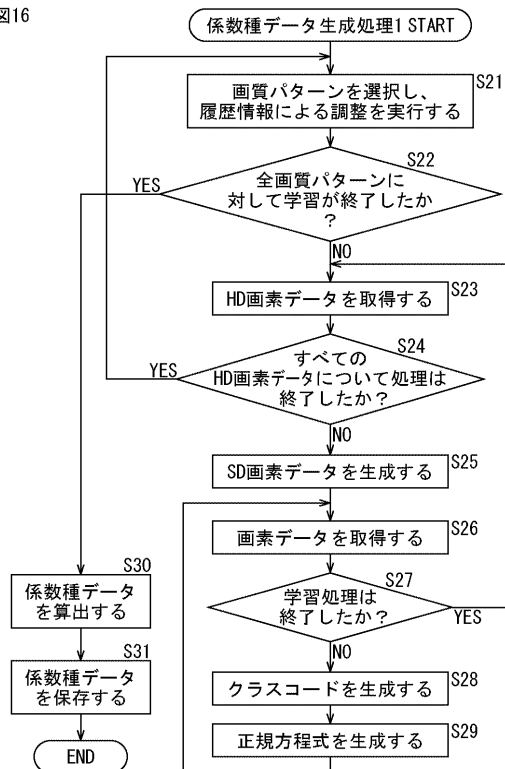 図16
係数種データ生成処理1 START
画質パターンを選択し、
履歴情報による調整を実行する
S21
全画質パターンに
対して学習が終了したか
?
S22
YES
NO
HD画素データを取得する
S23
すべての
HD画素データについて処理は
終了したか?
S24
YES
NO
SD画素データを生成する
S25
画素データを取得する
S26
学習処理は
終了したか?
S27
YES
NO
クラスコードを生成する
S28
正規方程式を生成する
S29
係数種データ
を算出する
S30
係数種データ
を保存する
S31
END